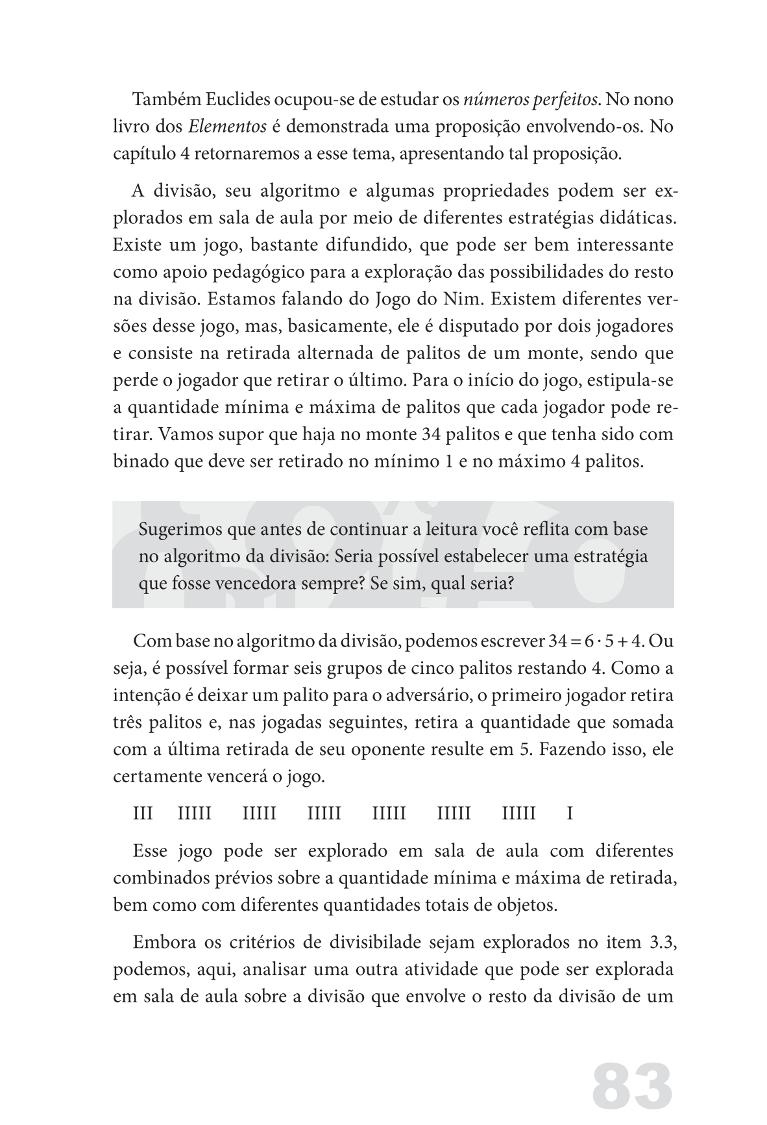 Também Euclides ocupou-se de estudar os números perfeitos. No nono
livro dos Elementos é demonstrada uma proposição envolvendo-os. No
capítulo 4 retornaremos a esse tema, apresentando tal proposição.
A divisão, seu algoritmo e algumas propriedades podem ser ex-
plorados em sala de aula por meio de diferentes estratégias didáticas.
Existe um jogo, bastante difundido, que pode ser bem interessante
como apoio pedagógico para a exploração das possibilidades do resto
na divisão. Estamos falando do Jogo do Nim. Existem diferentes ver-
sões desse jogo, mas, basicamente, ele é disputado por dois jogadores
e consiste na retirada alternada de palitos de um monte, sendo que
perde o jogador que retirar o último. Para o início do jogo, estipula-se
a quantidade mínima e máxima de palitos que cada jogador pode re-
tirar. Vamos supor que haja no monte 34 palitos e que tenha sido com
binado que deve ser retirado no mínimo 1 e no máximo 4 palitos.
Sugerimos que antes de continuar a leitura você reflita com base
no algoritmo da divisão: Seria possível estabelecer uma estratégia
que fosse vencedora sempre? Se sim, qual seria?
Com base no algoritmo da divisão, podemos escrever 34 = 6 · 5 + 4. Ou
seja, é possível formar seis grupos de cinco palitos restando 4. Como a
intenção é deixar um palito para o adversário, o primeiro jogador retira
três palitos e, nas jogadas seguintes, retira a quantidade que somada
com a última retirada de seu oponente resulte em 5. Fazendo isso, ele
certamente vencerá o jogo.
III IIIII IIIII IIIII IIIII IIIII IIIII I
Esse jogo pode ser explorado em sala de aula com diferentes
combinados prévios sobre a quantidade mínima e máxima de retirada,
bem como com diferentes quantidades totais de objetos.
Embora os critérios de divisibilade sejam explorados no item 3.3,
podemos, aqui, analisar uma outra atividade que pode ser explorada
em sala de aula sobre a divisão que envolve o resto da divisão de um
83